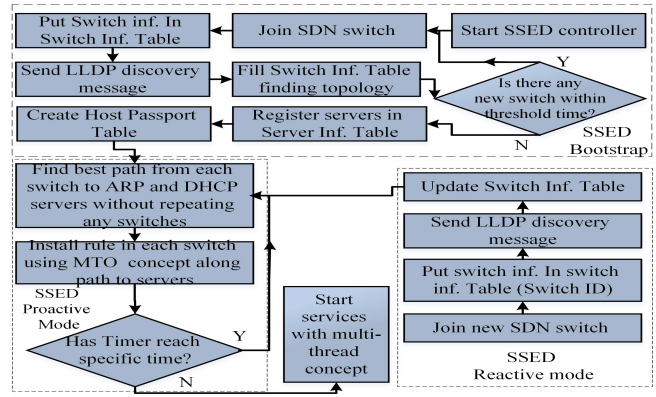 Put Switch inf. In
Switch Inf. Table
Join SDN switch
Start SSED controller
Send LLDP discovery
message
Fill Switch Inf. Table
finding topology
Y
Is there any
new switch within
threshold time?
Create Host Passport
Table
Register servers in
Server Inf. Table
N
SSED
Bootstrap
Find best path from each
switch to ARP and DHCP
servers without repeating
any switches
Install rule in each switch
using MTO concept along
path to servers
SSED
Proactive
Mode
Has Timer reach
specific time?
Y
N
Start
services
with multi-
thread
concept
Update Switch Inf. Table
Send LLDP discovery
message
Put switch inf. In switch
inf. Table (Switch ID)
Join new SDN switch
SSED
Reactive mode